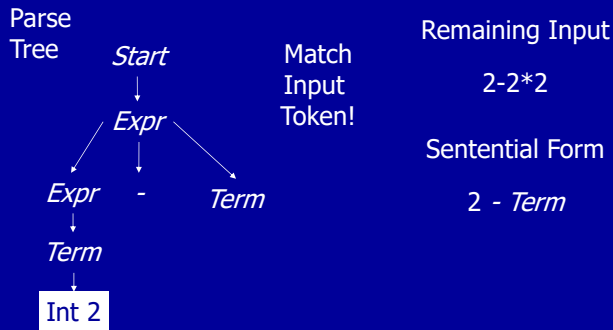 Parse
Tree
Start
Expr
Expr - Term
Term
Int 2
Match
Input
Token!
Remaining Input
2-2*2
Sentential Form
2 - Term